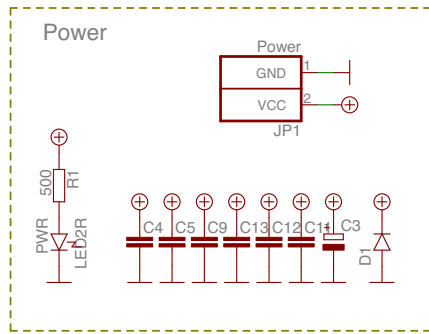 Power
Power
1
GND
2
VCC
JP1
500
R1
PWR
LED2R
C4
C5
C9
C13
C12
C11
+
C3
D1